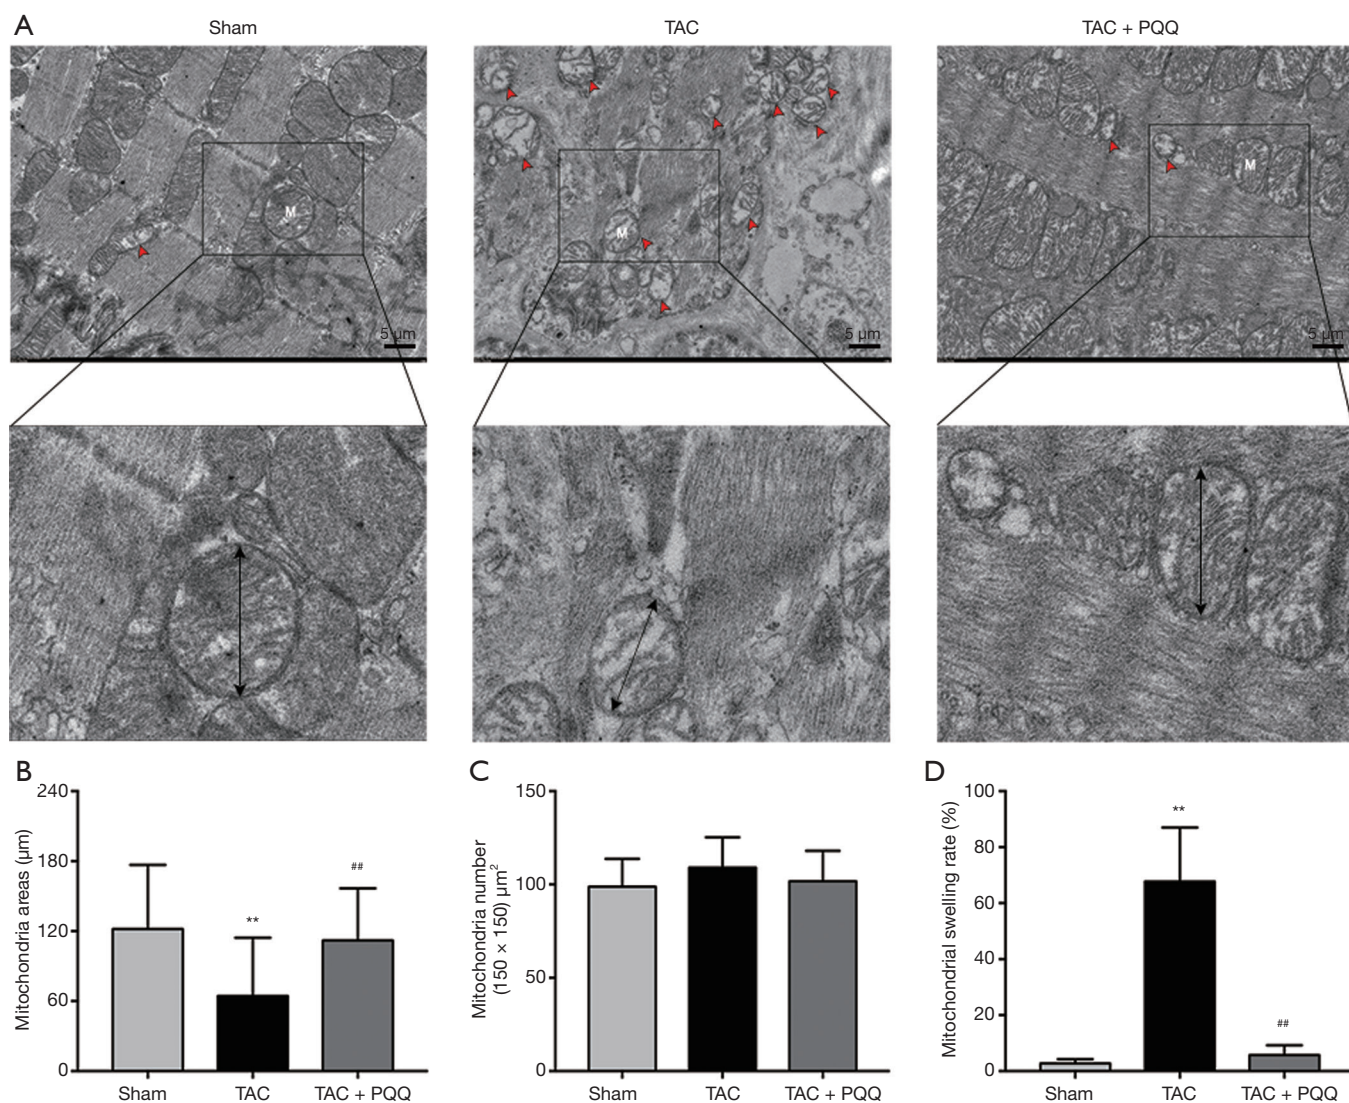 A
Sham
TAC
TAC + PQQ
M
M
M
5 µm
5 µm
5 µm
B
Mitochondria areas (µm)
240
180
120
60
0
**
##
Sham
TAC
TAC + PQQ
C
Mitochondria number
(150 × 150) µm²
150
100
50
0
Sham
TAC
TAC + PQQ
D
Mitochondrial swelling rate (%)
100
80
60
40
20
0
**
##
Sham
TAC
TAC + PQQ